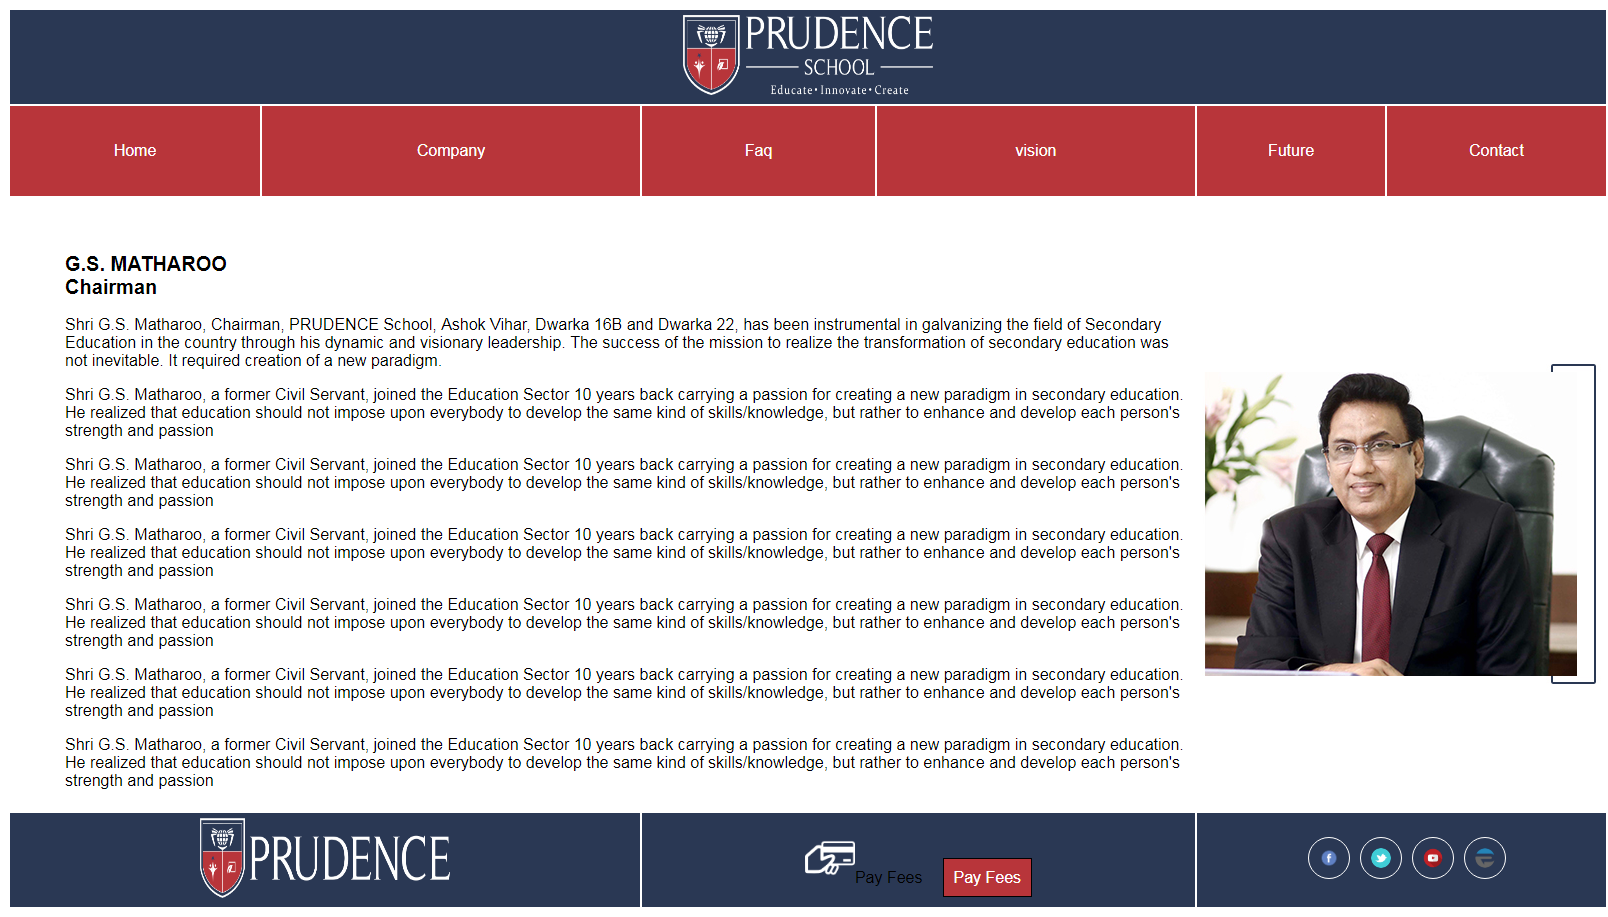 PRUDENCE
SCHOOL
Educate • Innovate • Create
Home Company Faq vision Future Contact
G.S. MATHAROO
Chairman
Shri G.S. Matharoo, Chairman, PRUDENCE School, Ashok Vihar, Dwarka 16B and Dwarka 22, has been instrumental in galvanizing the field of Secondary
Education in the country through his dynamic and visionary leadership. The success of the mission to realize the transformation of secondary education was
not inevitable. It required creation of a new paradigm.
Shri G.S. Matharoo, a former Civil Servant, joined the Education Sector 10 years back carrying a passion for creating a new paradigm in secondary education.
He realized that education should not impose upon everybody to develop the same kind of skills/knowledge, but rather to enhance and develop each person's
strength and passion
Shri G.S. Matharoo, a former Civil Servant, joined the Education Sector 10 years back carrying a passion for creating a new paradigm in secondary education.
He realized that education should not impose upon everybody to develop the same kind of skills/knowledge, but rather to enhance and develop each person's
strength and passion
Shri G.S. Matharoo, a former Civil Servant, joined the Education Sector 10 years back carrying a passion for creating a new paradigm in secondary education.
He realized that education should not impose upon everybody to develop the same kind of skills/knowledge, but rather to enhance and develop each person's
strength and passion
Shri G.S. Matharoo, a former Civil Servant, joined the Education Sector 10 years back carrying a passion for creating a new paradigm in secondary education.
He realized that education should not impose upon everybody to develop the same kind of skills/knowledge, but rather to enhance and develop each person's
strength and passion
Shri G.S. Matharoo, a former Civil Servant, joined the Education Sector 10 years back carrying a passion for creating a new paradigm in secondary education.
He realized that education should not impose upon everybody to develop the same kind of skills/knowledge, but rather to enhance and develop each person's
strength and passion
Shri G.S. Matharoo, a former Civil Servant, joined the Education Sector 10 years back carrying a passion for creating a new paradigm in secondary education.
He realized that education should not impose upon everybody to develop the same kind of skills/knowledge, but rather to enhance and develop each person's
strength and passion
PRUDENCE
Pay Fees Pay Fees